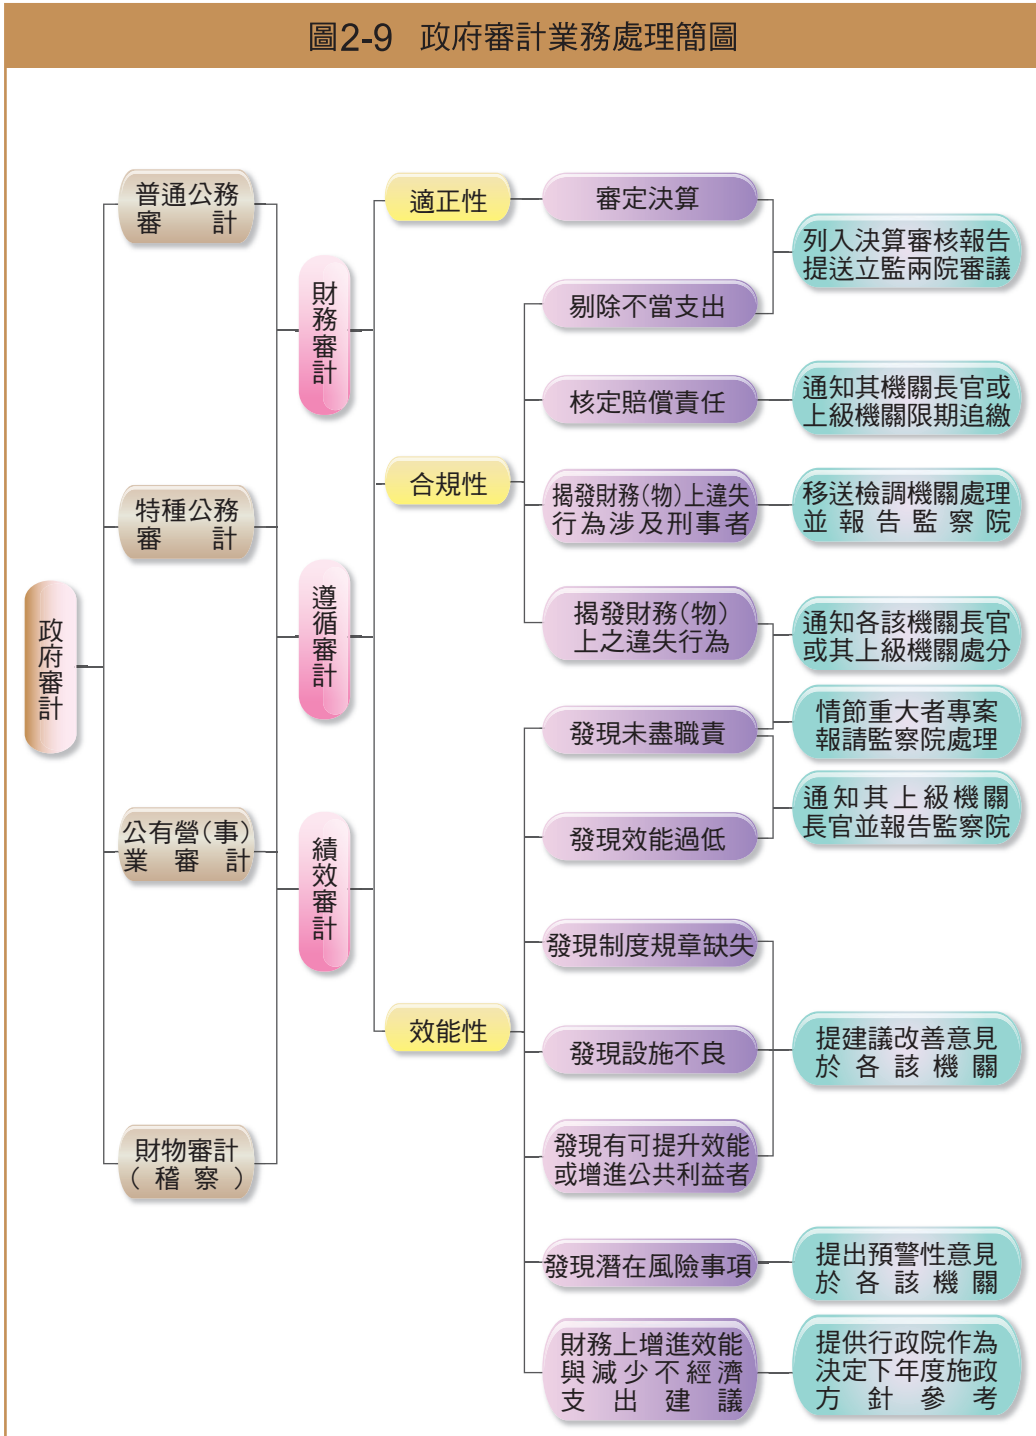 圖2-9 政府審計業務處理簡圖
政府審計
普通公務
審計
特種公務
審計
公有營(事)
業審計
財物審計
(稽察)
財務審計
遵循審計
績效審計
適正性
合規性
效能性
審定決算
剔除不當支出
核定賠償責任
揭發財務(物)上違失
行為涉及刑事者
揭發財務(物)
上之違失行為
發現未盡職責
發現效能過低
發現制度規章缺失
發現設施不良
發現有可提升效能
或增進公共利益者
發現潛在風險事項
財務上增進效能
與減少不經濟
支出建議
列入決算審核報告
提送立監兩院審議
通知其機關長官或
上級機關限期追繳
移送檢調機關處理
並報告監察院
通知各該機關長官
或其上級機關處分
情節重大者專案
報請監察院處理
通知其上級機關
長官並報告監察院
提建議改善意見
於各該機關
提出預警性意見
於各該機關
提供行政院作為
決定下年度施政
方針參考